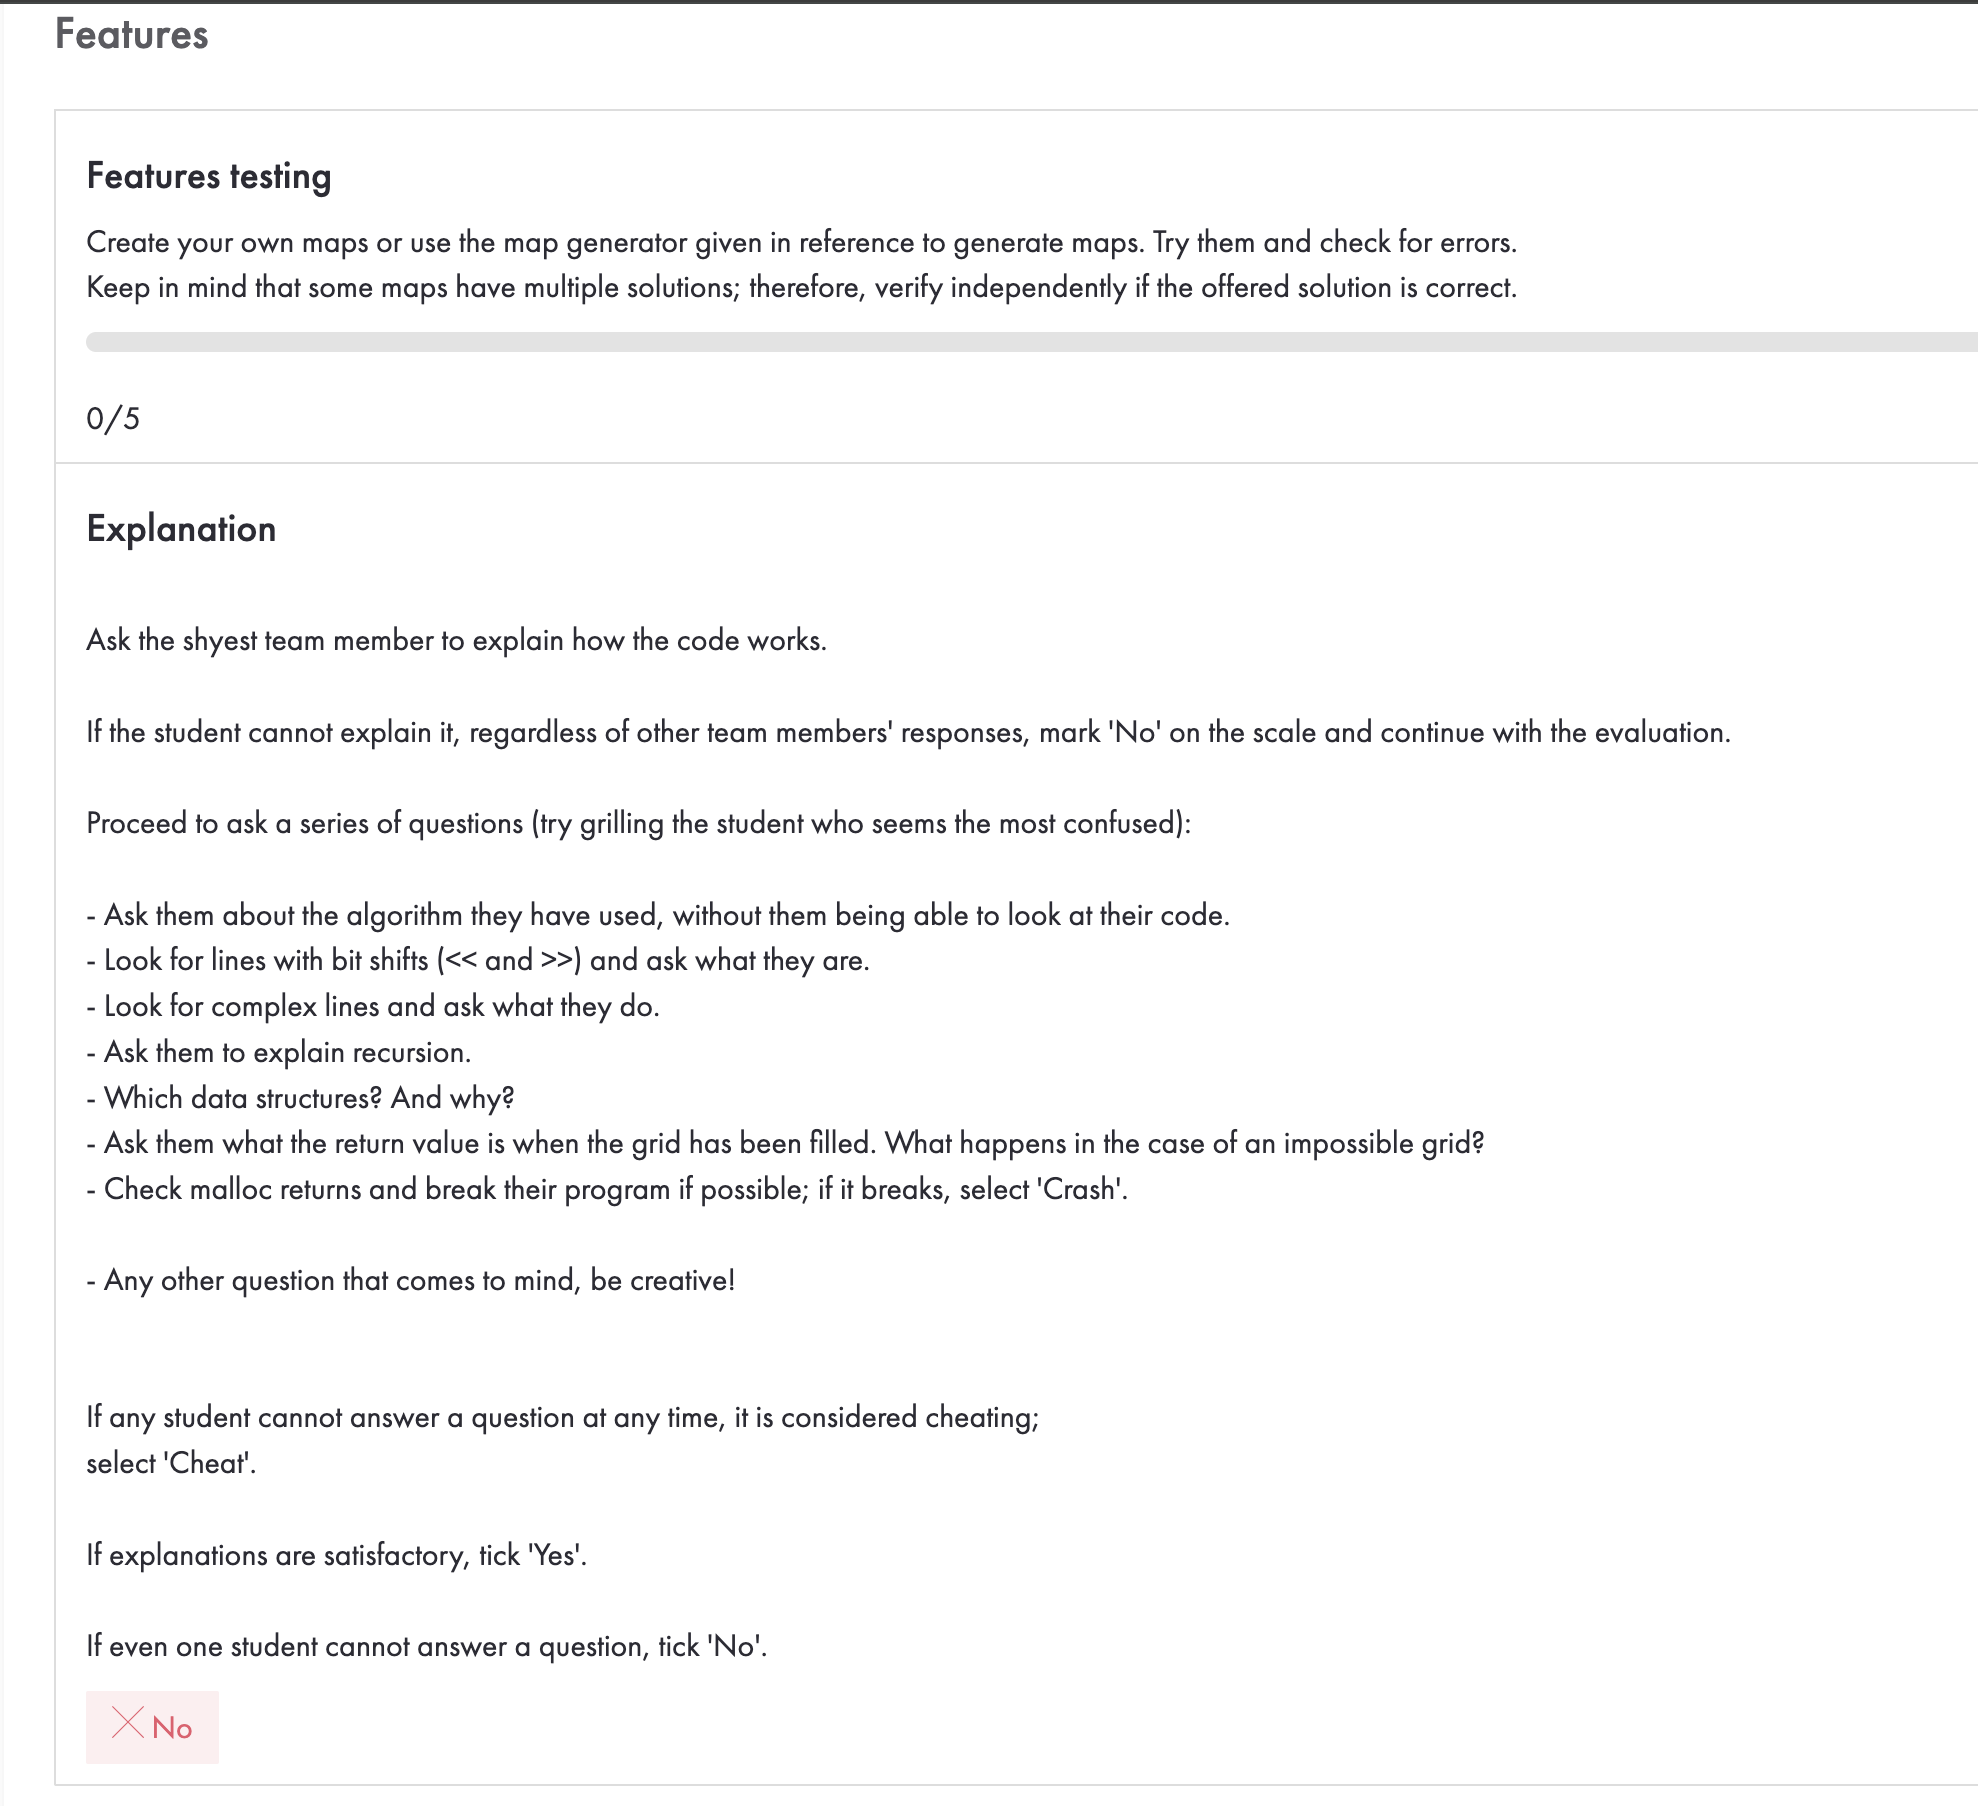 Features
Features testing
Create your own maps or use the map generator given in reference to generate maps. Try them and check for errors.
Keep in mind that some maps have multiple solutions; therefore, verify independently if the offered solution is correct.
0/5
Explanation
Ask the shyest team member to explain how the code works.
If the student cannot explain it, regardless of other team members' responses, mark 'No' on the scale and continue with the evaluation.
Proceed to ask a series of questions (try grilling the student who seems the most confused):
- Ask them about the algorithm they have used, without them being able to look at their code.
- Look for lines with bit shifts (<< and >>) and ask what they are.
- Look for complex lines and ask what they do.
- Ask them to explain recursion.
- Which data structures? And why?
- Ask them what the return value is when the grid has been filled. What happens in the case of an impossible grid?
- Check malloc returns and break their program if possible; if it breaks, select 'Crash'.
- Any other question that comes to mind, be creative!
If any student cannot answer a question at any time, it is considered cheating;
select 'Cheat'.
If explanations are satisfactory, tick 'Yes'.
If even one student cannot answer a question, tick 'No'.
No